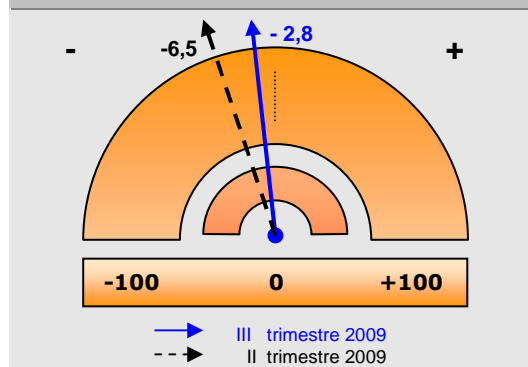 - 2,8
-6,5
- +
-100 0 +100
III trimestre 2009
II trimestre 2009